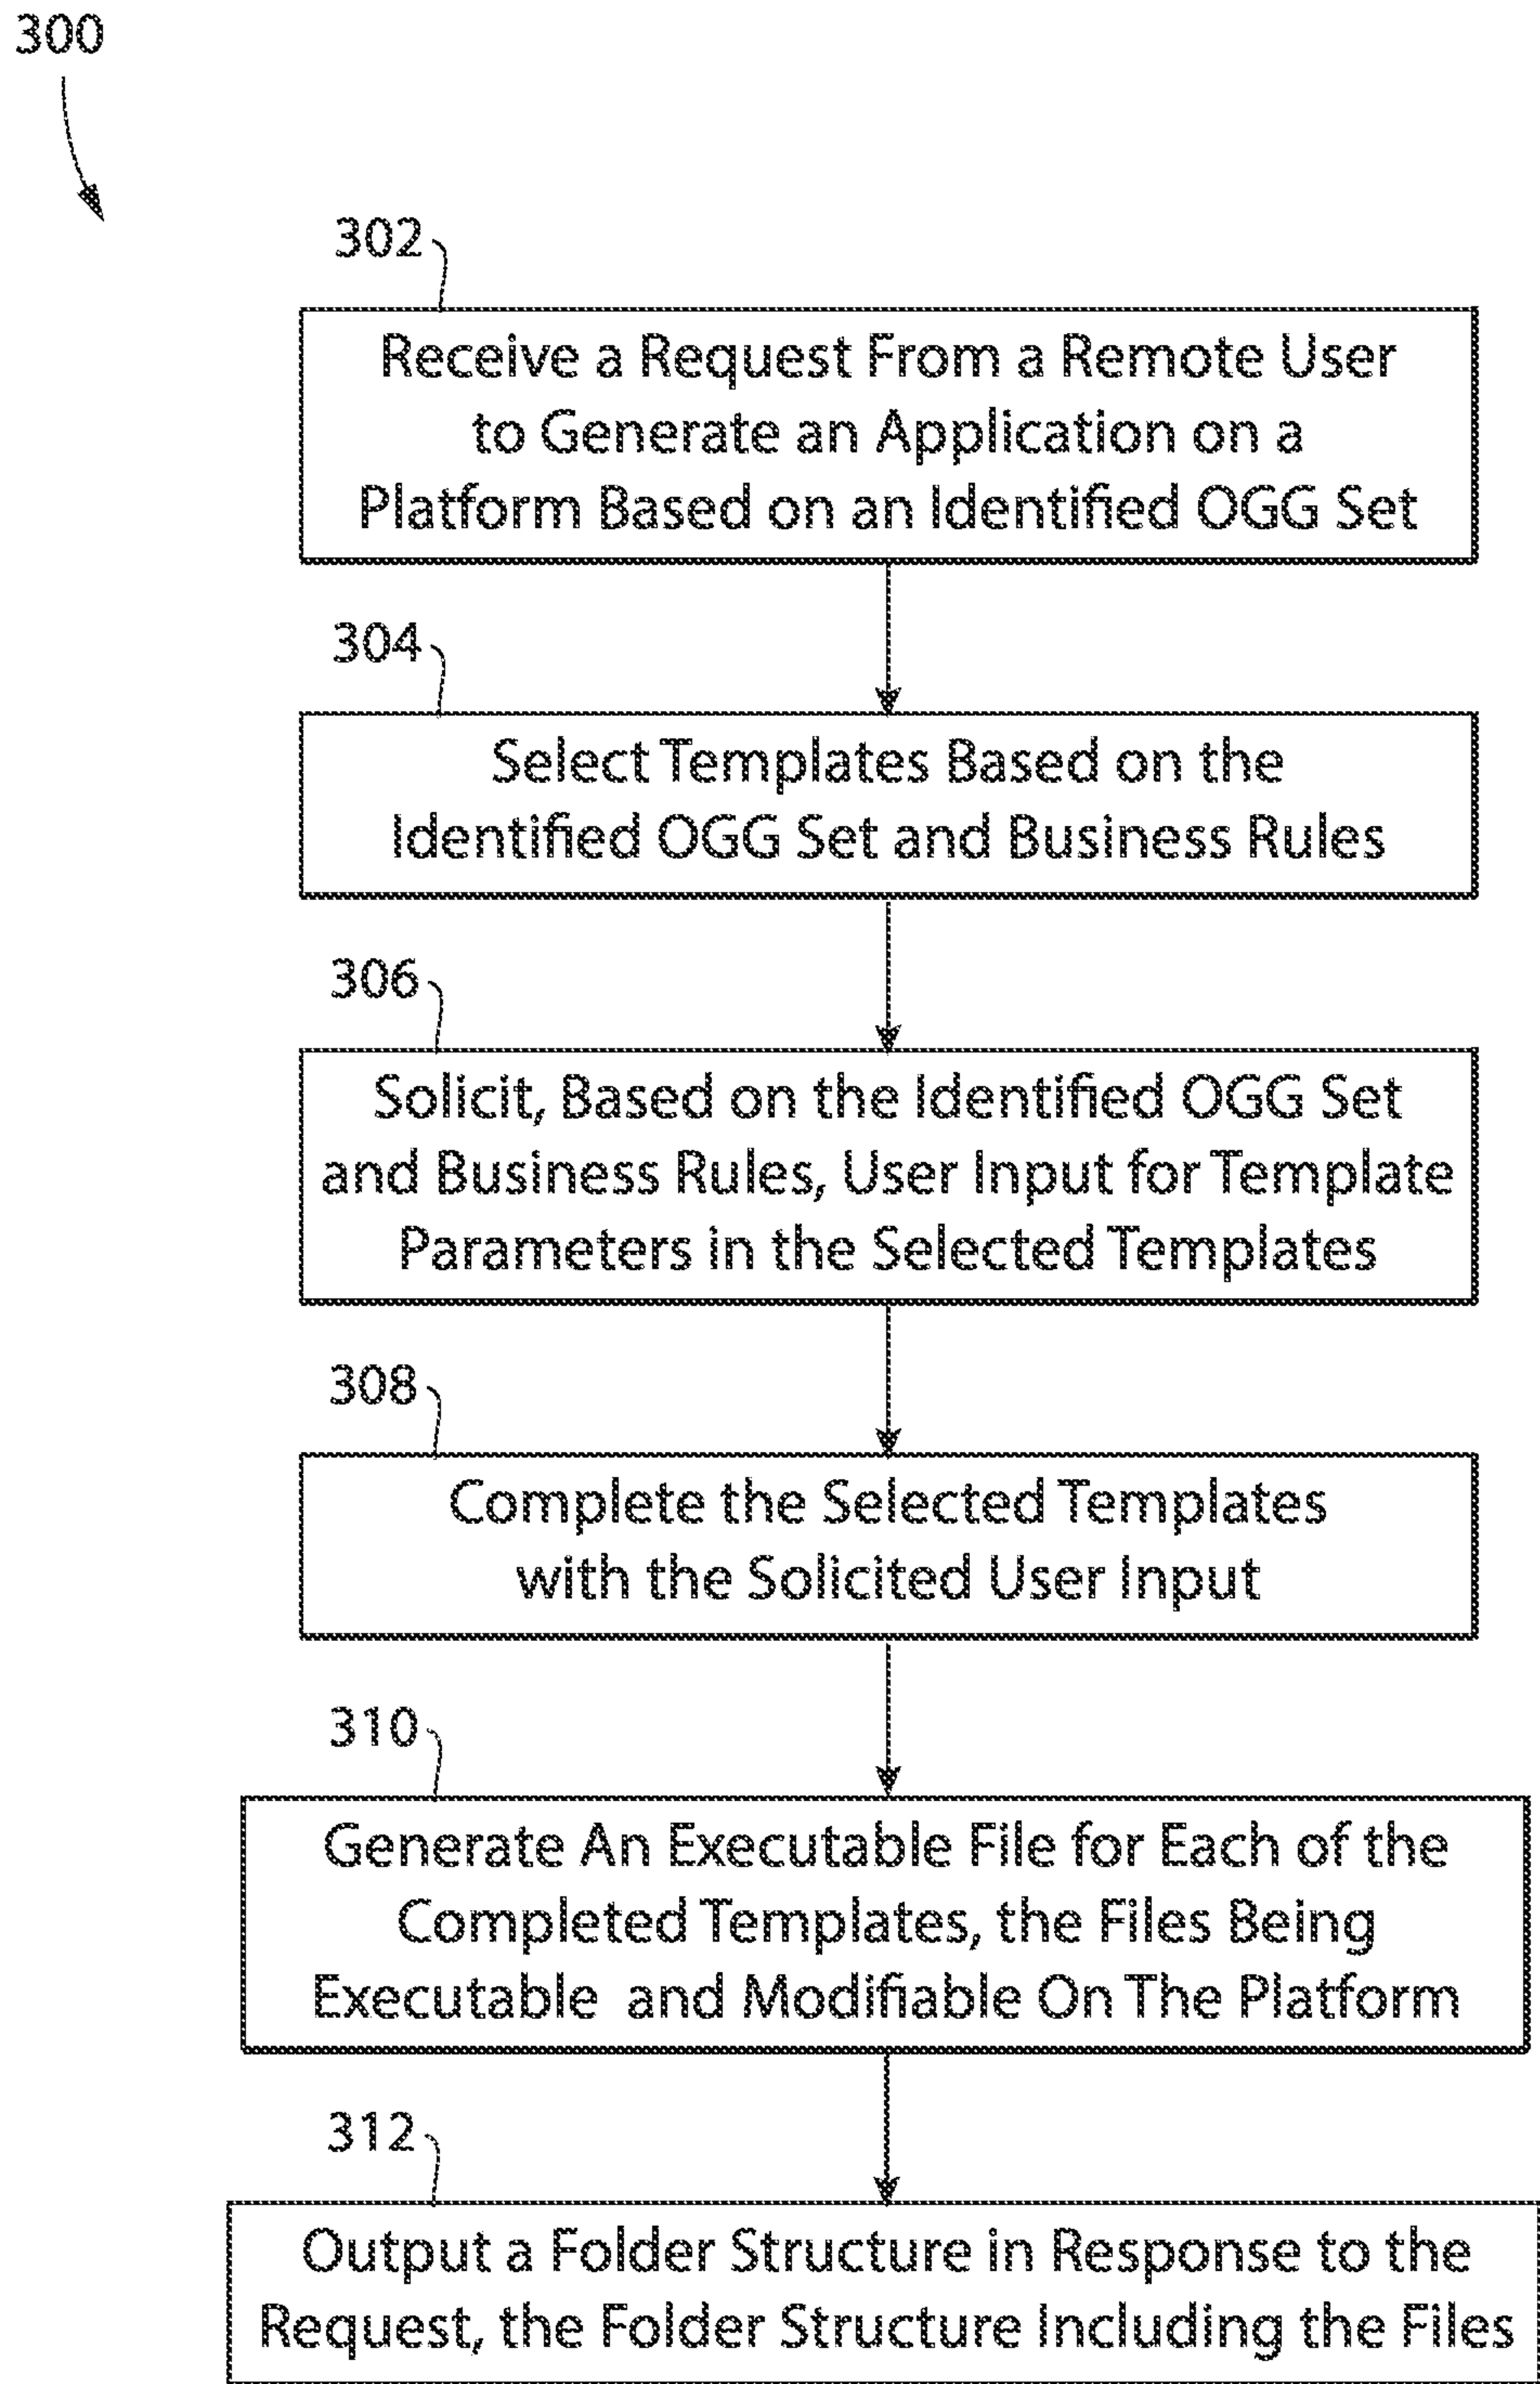 300
302
Receive a Request From a Remote User
to Generate an Application on a
Platform Based on an Identified OGG Set
304
Select Templates Based on the
Identified OGG Set and Business Rules
306
Solicit, Based on the Identified OGG Set
and Business Rules, User Input for Template
Parameters in the Selected Templates
308
Complete the Selected Templates
with the Solicited User Input
310
Generate An Executable File for Each of the
Completed Templates, the Files Being
Executable and Modifiable On The Platform
312
Output a Folder Structure in Response to the
Request, the Folder Structure Including the Files